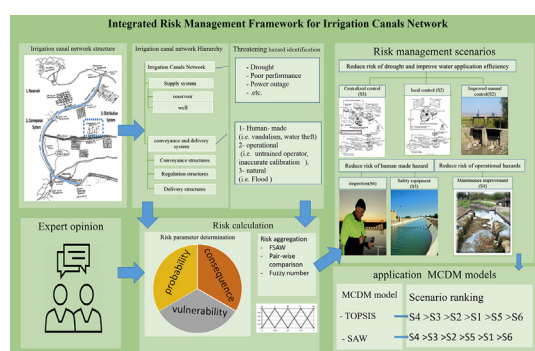 Integrated Risk Management Framework for Irrigation Canals Network
Irrigation canal network structure
Irrigation canal network Hierarchy
Irrigation Canals Network
Supply system
reservoir
well
conveyance and delivery
system
Conveyance structures
Regulation structures
Delivery structures
Threatening hazard identification
- Drought
- Poor performance
- Power outage
- .etc.
1- Human- made
(i.e. vandalism, water theft)
2- operational
(i.e. untrained operator,
inaccurate calibration ).
3- natural
(i.e. Flood )
Risk management scenarios
Reduce risk of drought and improve water application efficiency
Centralized control
(S3)
local control (S2)
Improved manual
control(S2)
Reduce risk of human made hazard
Reduce risk of operational hazards
inspection(S6)
Safety equipment
(S5)
Maintenance improvement
(S4)
Expert opinion
Risk calculation
Risk parameter determination
probability
consequence
vulnerability
Risk aggregation
- FSAW
- Pair-wise
comparison
- Fuzzy number
application MCDM models
MCDM model
- TOPSIS
- SAW
Scenario ranking
S4 >S3 >S2 >S1 >S5 >S6
S4 >S3 >S2 >S5 >S1 >S6